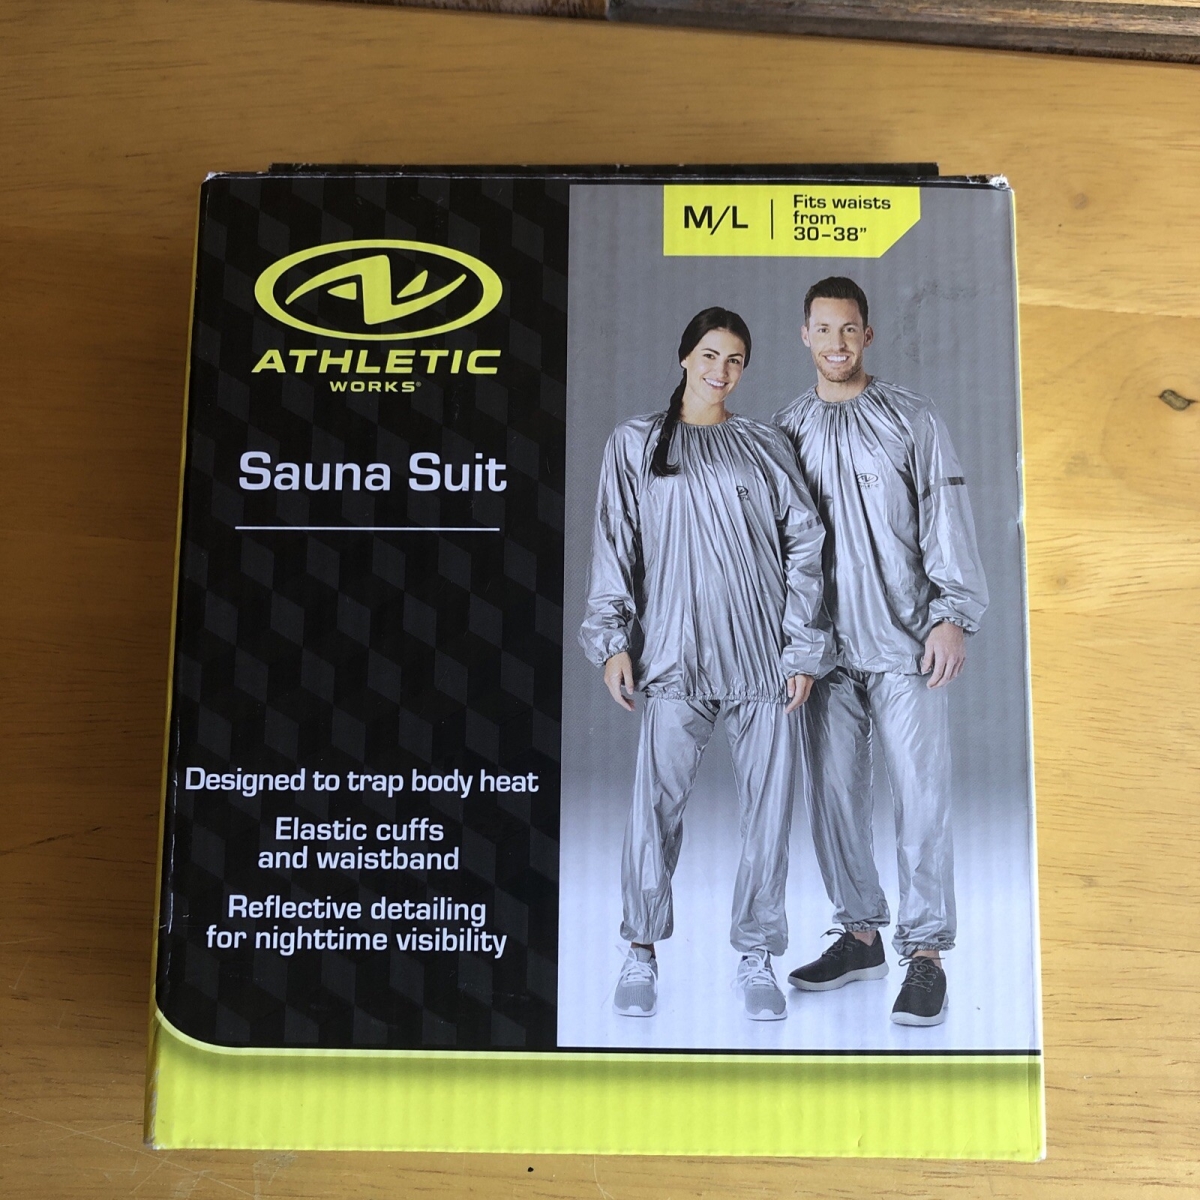 M/L
Fits waists
from
30-38"
ATHLETIC
WORKS®
Sauna Suit
Designed to trap body heat
Elastic cuffs
and waistband
Reflective detailing
for nighttime visibility